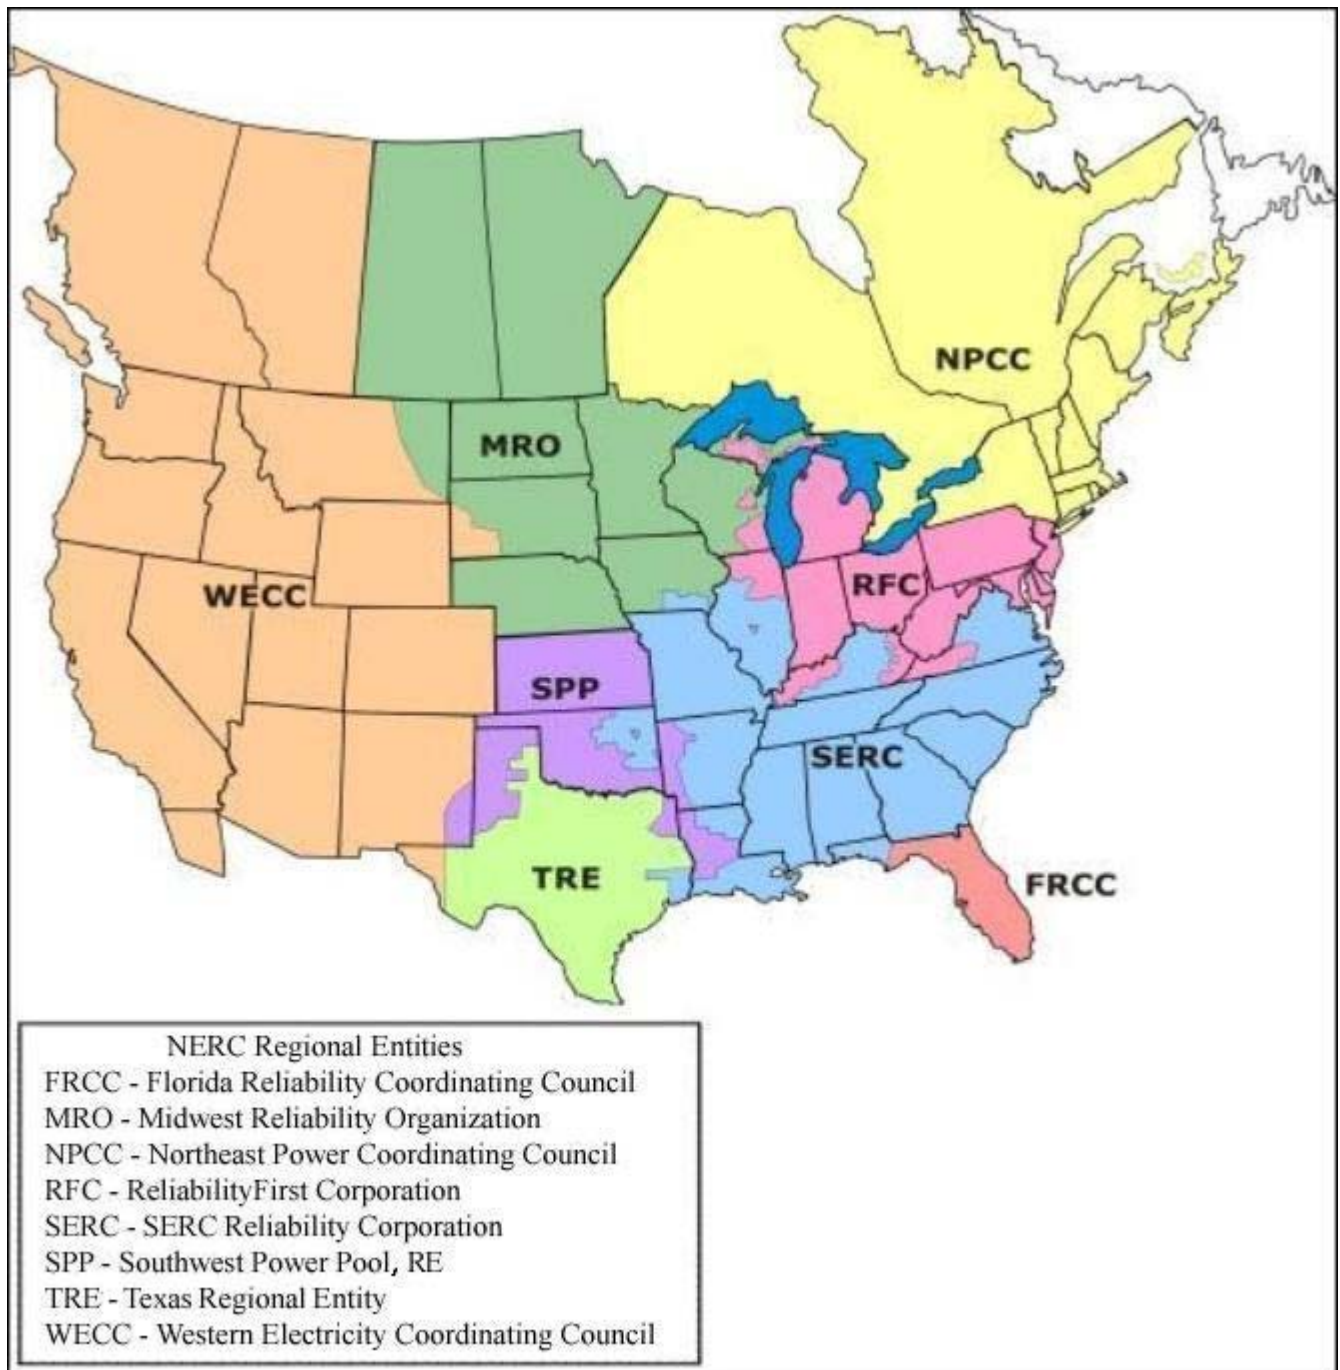 NPCC
MRO
RFC
WECC
SPP
SERC
TRE
FRCC
NERC Regional Entities
FRCC - Florida Reliability Coordinating Council
MRO - Midwest Reliability Organization
NPCC - Northeast Power Coordinating Council
RFC - ReliabilityFirst Corporation
SERC - SERC Reliability Corporation
SPP - Southwest Power Pool, RE
TRE - Texas Regional Entity
WECC - Western Electricity Coordinating Council